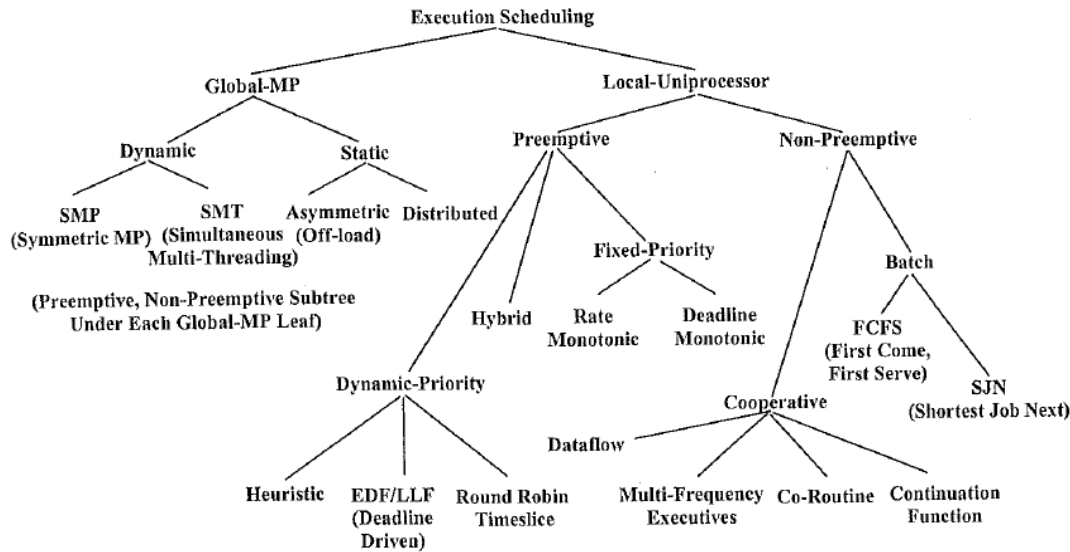 Execution Scheduling
Global-MP
Local-Uniprocessor
Dynamic
Static
Preemptive
Non-Preemptive
SMP
(Symmetric MP)
SMT
(Simultaneous
Multi-Threading)
Asymmetric
(Off-load)
Distributed
Fixed-Priority
Batch
(Preemptive, Non-Preemptive Subtree
Under Each Global-MP Leaf)
Hybrid
Rate
Monotonic
Deadline
Monotonic
FCFS
(First Come,
First Serve)
SJN
(Shortest Job Next)
Dynamic-Priority
Cooperative
Dataflow
Heuristic
EDF/LLF
(Deadline
Driven)
Round Robin
Timeslice
Multi-Frequency
Executives
Co-Routine
Continuation
Function